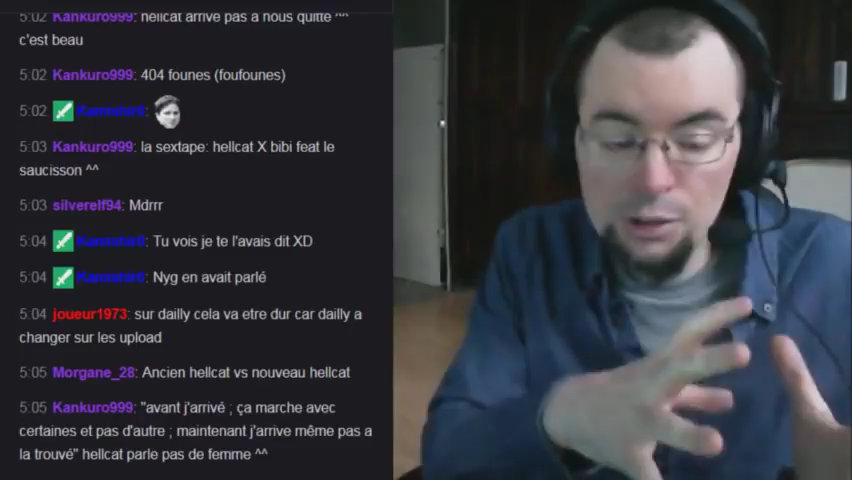 5:02 Kankuro999: hellcat arrive pas a nous quitté ^^
c'est beau
5:02 Kankuro999: 404 founes (foufounes)
5:02
5:03 Kankuro999: la sextape: hellcat X bibi feat le
saucisson ^^
5:03 silverelf94: Mdrrr
5:04 Tu vois je te l'avais dit XD
5:04 Nyg en avait parlé
5:04 joueur1973: sur dailly cela va etre dur car dailly a
changer sur les upload
5:05 Morgane_28: Ancien hellcat vs nouveau hellcat
5:05 Kankuro999: "avant j'arrivé ; ça marche avec
certaines et pas d'autre ; maintenant j'arrive même pas a
la trouvé" hellcat parle pas de femme ^^